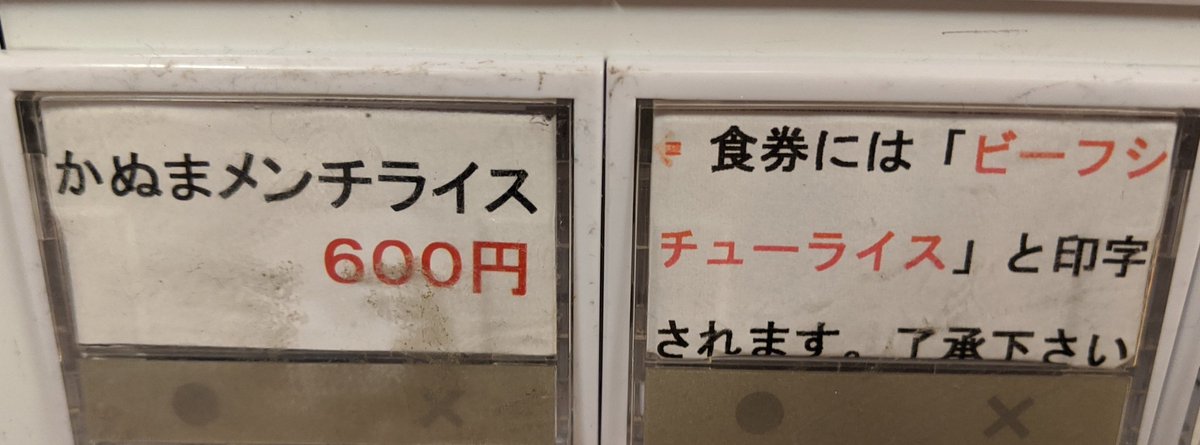 かぬまメンチライス
600円
⇐ 食券には「ビーフシ
チューライス」と印字
されます。了承下さい